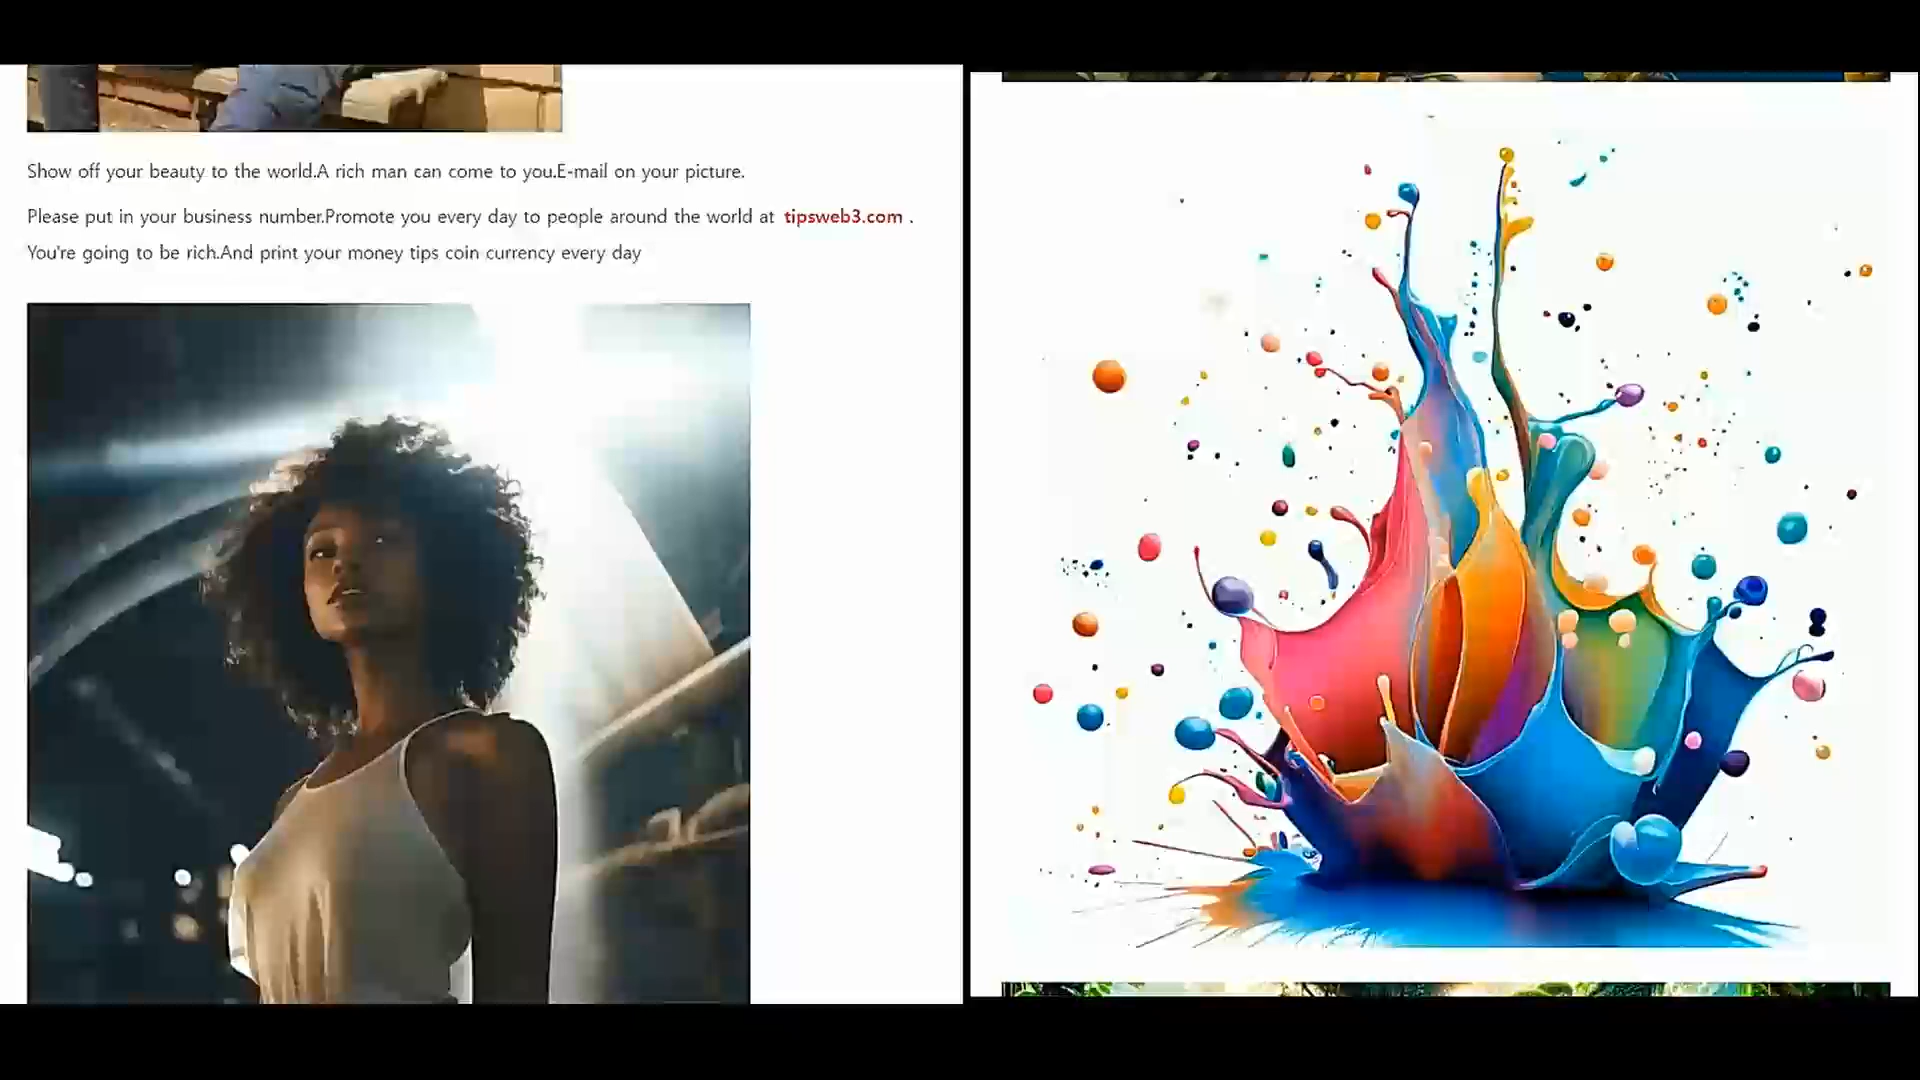 Show off your beauty to the world.A rich man can come to you.E-mail on your picture.
Please put in your business number.Promote you every day to people around the world at tipsweb3.com .
You're going to be rich.And print your money tips coin currency every day